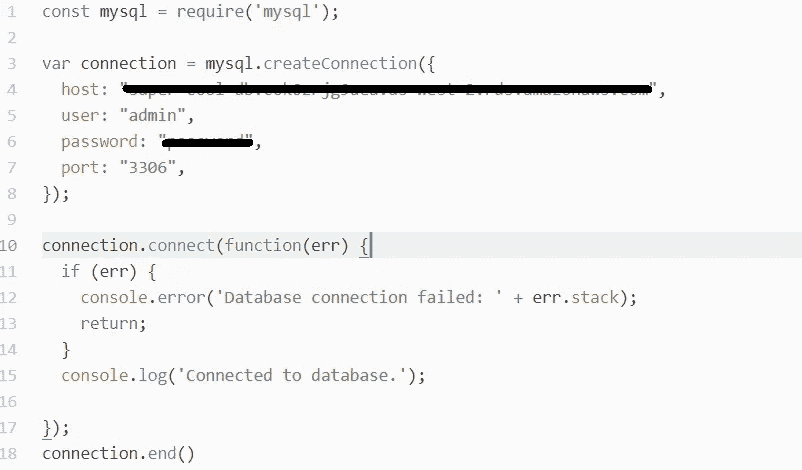 1 const mysql = require('mysql');
2
3 var connection = mysql.createConnection({
4 host: "",
5 user: "admin",
6 password: "",
7 port: "3306",
8 });
9
10 connection.connect(function(err) {
11 if (err) {
12 console.error('Database connection failed: ' + err.stack);
13 return;
14 }
15 console.log('Connected to database.');
16
17 });
18 connection.end()